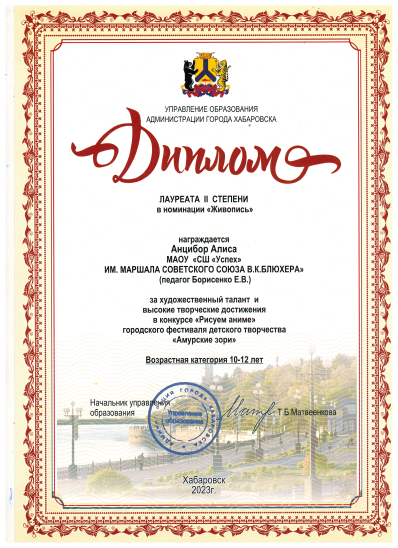 УПРАВЛЕНИЕ ОБРАЗОВАНИЯ
АДМИНИСТРАЦИИ ГОРОДА ХАБАРОВСКА
Диплом
ЛАУРЕАТА II СТЕПЕНИ
в номинации «Живопись»
награждается
Анцибор Алиса
МАОУ «СШ «Успех»
ИМ. МАРШАЛА СОВЕТСКОГО СОЮЗА В.К.БЛЮХЕРА»
(педагог Борисенко Е.В.)
за художественный талант и
высокие творческие достижения
в конкурсе «Рисуем аниме»
городского фестиваля детского творчества
«Амурские зори»
Возрастная категория 10-12 лет
Начальник управления
образования
Т.Б.Матвеенкова
Управление
образования
Хабаровск
2023г.